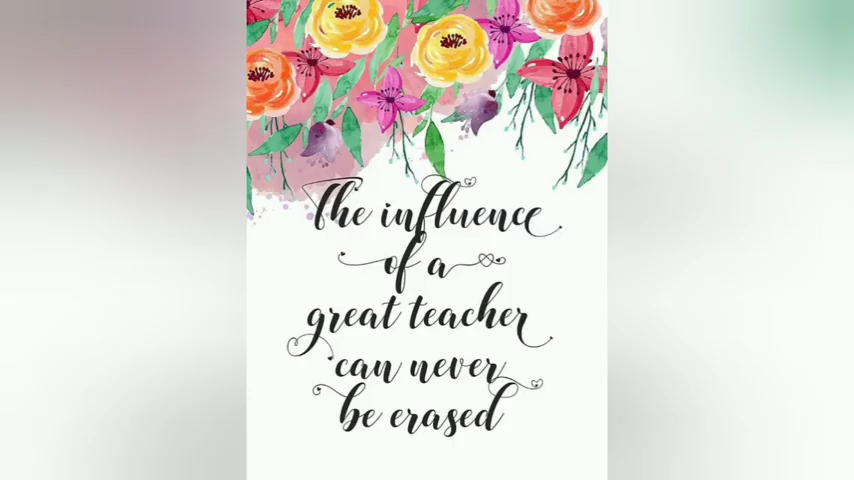 The influence
of a
great teacher
can never
be erased